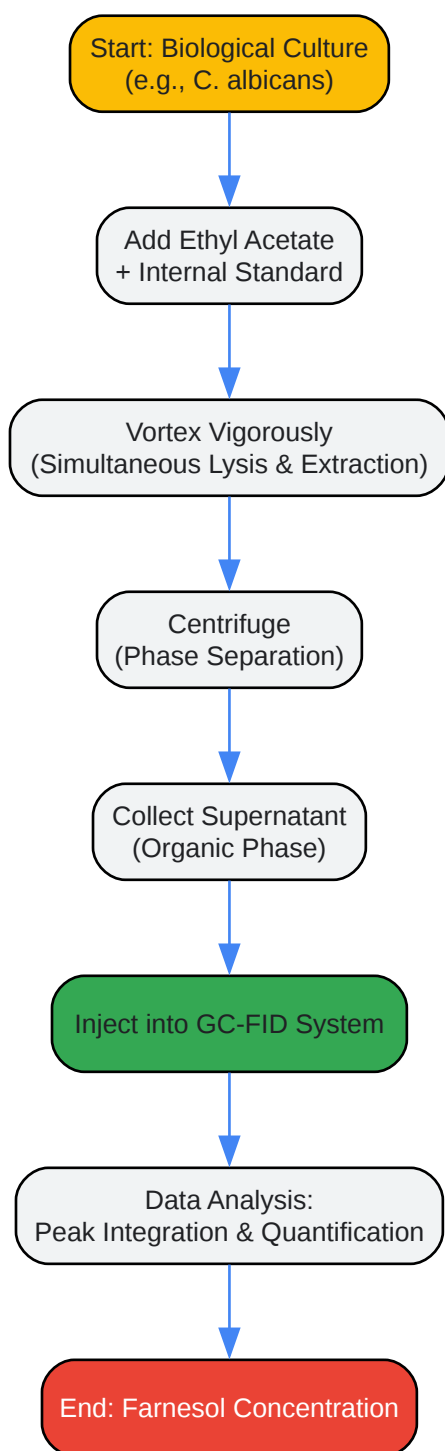 Start: Biological Culture
(e.g., C. albicans)
Add Ethyl Acetate
+ Internal Standard
Vortex Vigorously
(Simultaneous Lysis & Extraction)
Centrifuge
(Phase Separation)
Collect Supernatant
(Organic Phase)
Inject into GC-FID System
Data Analysis:
Peak Integration & Quantification
End: Farnesol Concentration